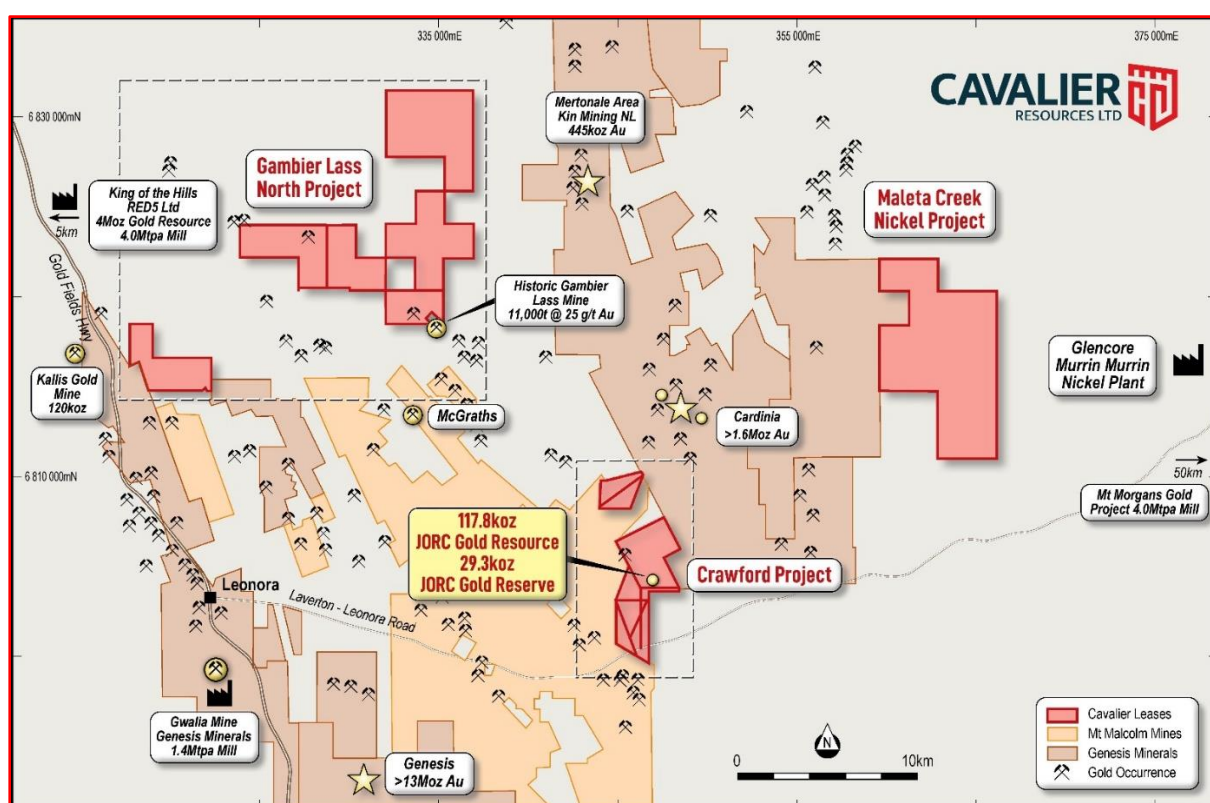 335 000mE
355 000mE
375 000mE
CAVALIER
RESOURCES LTD
6 830 000mN
Mertonale Area
Kin Mining NL
445koz Au
Gambier Lass
North Project
King of the Hills
RED5 Ltd
4Moz Gold Resource
4.0Mtpa Mill
5km
Maleta Creek
Nickel Project
Gold Fields Hwy
Historic Gambier
Lass Mine
11,000t @ 25 g/t Au
Glencore
Murrin Murrin
Nickel Plant
Kallis Gold
Mine
120koz
McGraths
Cardinia
>1.6Moz Au
6 810 000mN
50km
Mt Morgans Gold
Project 4.0Mtpa Mill
117.8koz
JORC Gold Resource
29.3koz
JORC Gold Reserve
Crawford Project
Leonora
Laverton - Leonora Road
Gwalia Mine
Genesis Minerals
1.4Mtpa Mill
Genesis
>13Moz Au
N
0
10km
Cavalier Leases
Mt Malcolm Mines
Genesis Minerals
Gold Occurrence